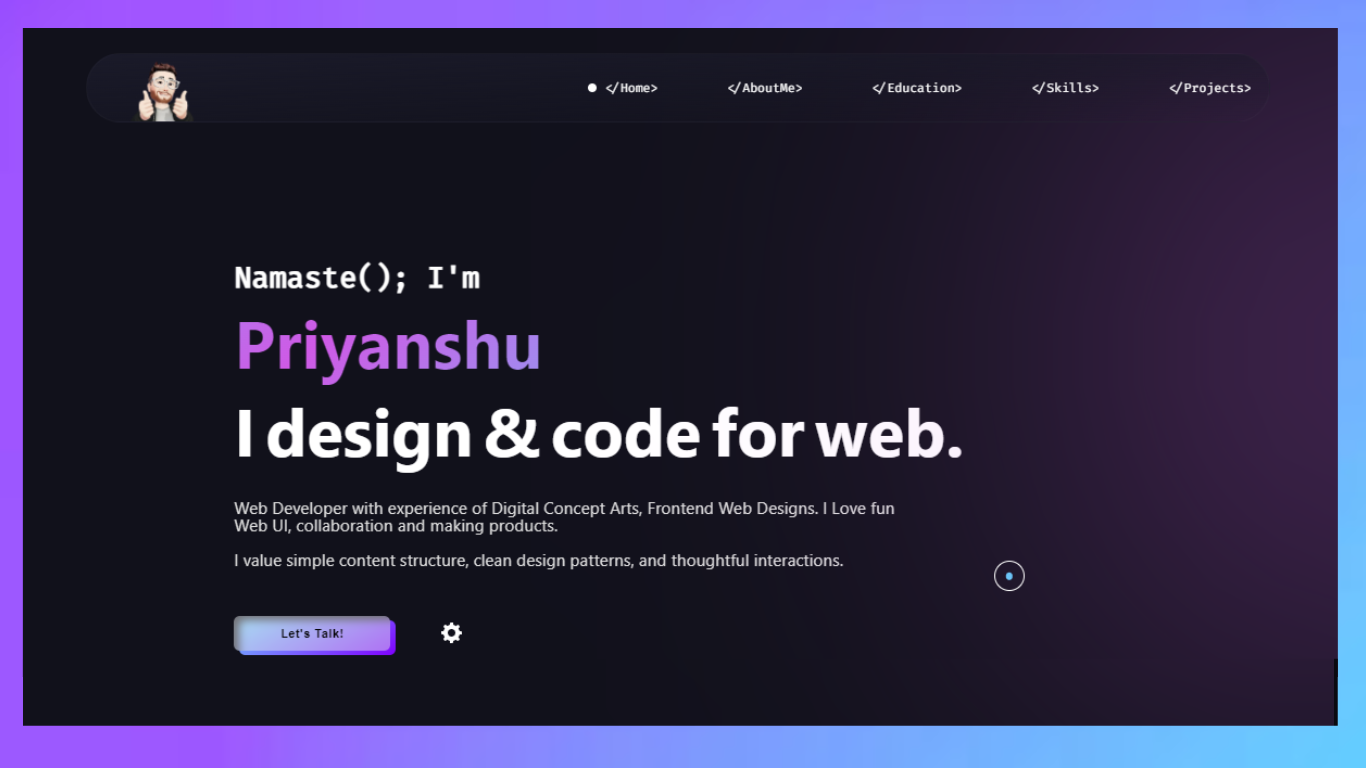 </Home> </AboutMe> </Education> </Skills> </Projects>
Namaste(); I'm
Priyanshu
I design & code for web.
Web Developer with experience of Digital Concept Arts, Frontend Web Designs. I Love fun
Web UI, collaboration and making products.
I value simple content structure, clean design patterns, and thoughtful interactions.
Let's Talk!